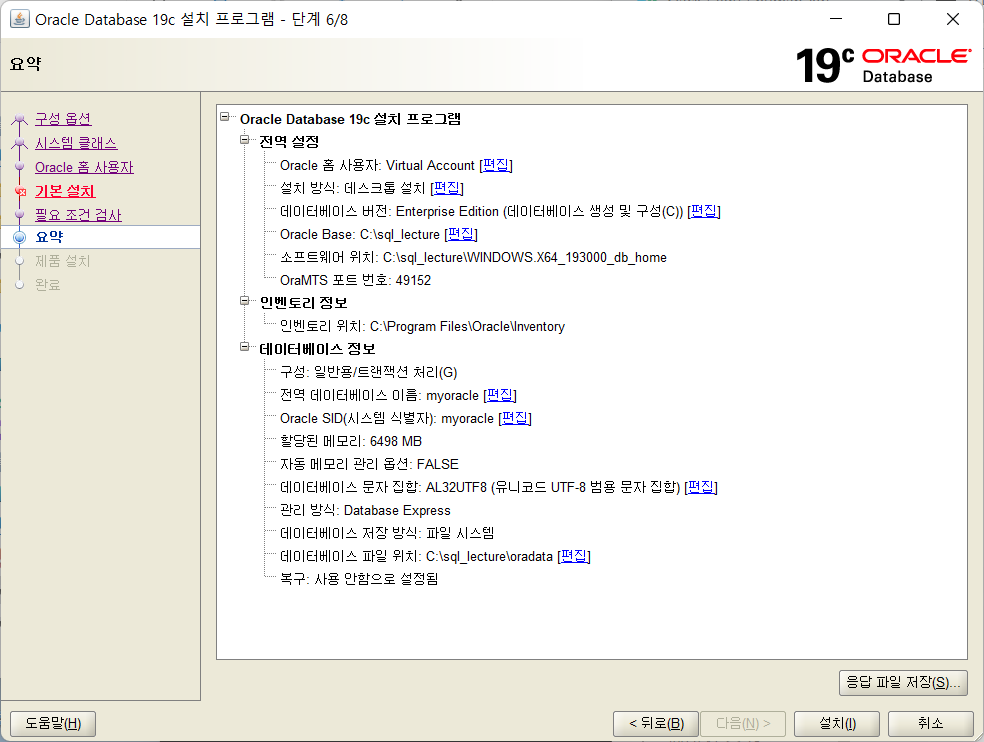 Oracle Database 19c 설치 프로그램 - 단계 6/8
요약
19c ORACLE
Database
구성 옵션
시스템 클래스
Oracle 홈 사용자
기본 설치
필요 조건 검사
요약
제품 설치
완료
Oracle Database 19c 설치 프로그램
전역 설정
Oracle 홈 사용자: Virtual Account [편집]
설치 방식: 데스크톱 설치 [편집]
데이터베이스 버전: Enterprise Edition (데이터베이스 생성 및 구성(C)) [편집]
Oracle Base: C:\sql_lecture [편집]
소프트웨어 위치: C:\sql_lecture\WINDOWS.X64_193000_db_home
OraMTS 포트 번호: 49152
인벤토리 정보
인벤토리 위치: C:\Program Files\Oracle\Inventory
데이터베이스 정보
구성: 일반용/트랜잭션 처리(G)
전역 데이터베이스 이름: myoracle [편집]
Oracle SID(시스템 식별자): myoracle [편집]
할당된 메모리: 6498 MB
자동 메모리 관리 옵션: FALSE
데이터베이스 문자 집합: AL32UTF8 (유니코드 UTF-8 범용 문자 집합) [편집]
관리 방식: Database Express
데이터베이스 저장 방식: 파일 시스템
데이터베이스 파일 위치: C:\sql_lecture\oradata [편집]
복구: 사용 안함으로 설정됨
응답 파일 저장(S)...
도움말(H)
< 뒤로(B)
다음(N) >
설치(I)
취소